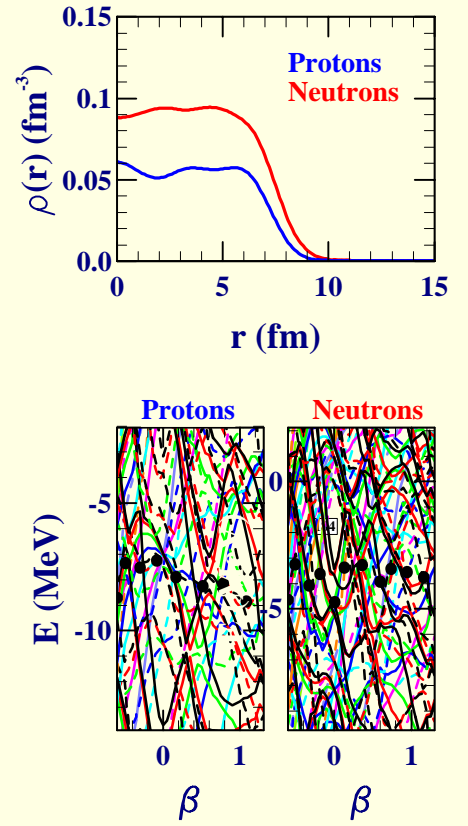 ρ(r) (fm-3)
0.15
0.1
0.05
0.0
Protons
Neutrons
0 5 10 15
r (fm)
Protons Neutrons
E (MeV)
-5
-10
0
-5
0 1 0 1
β β